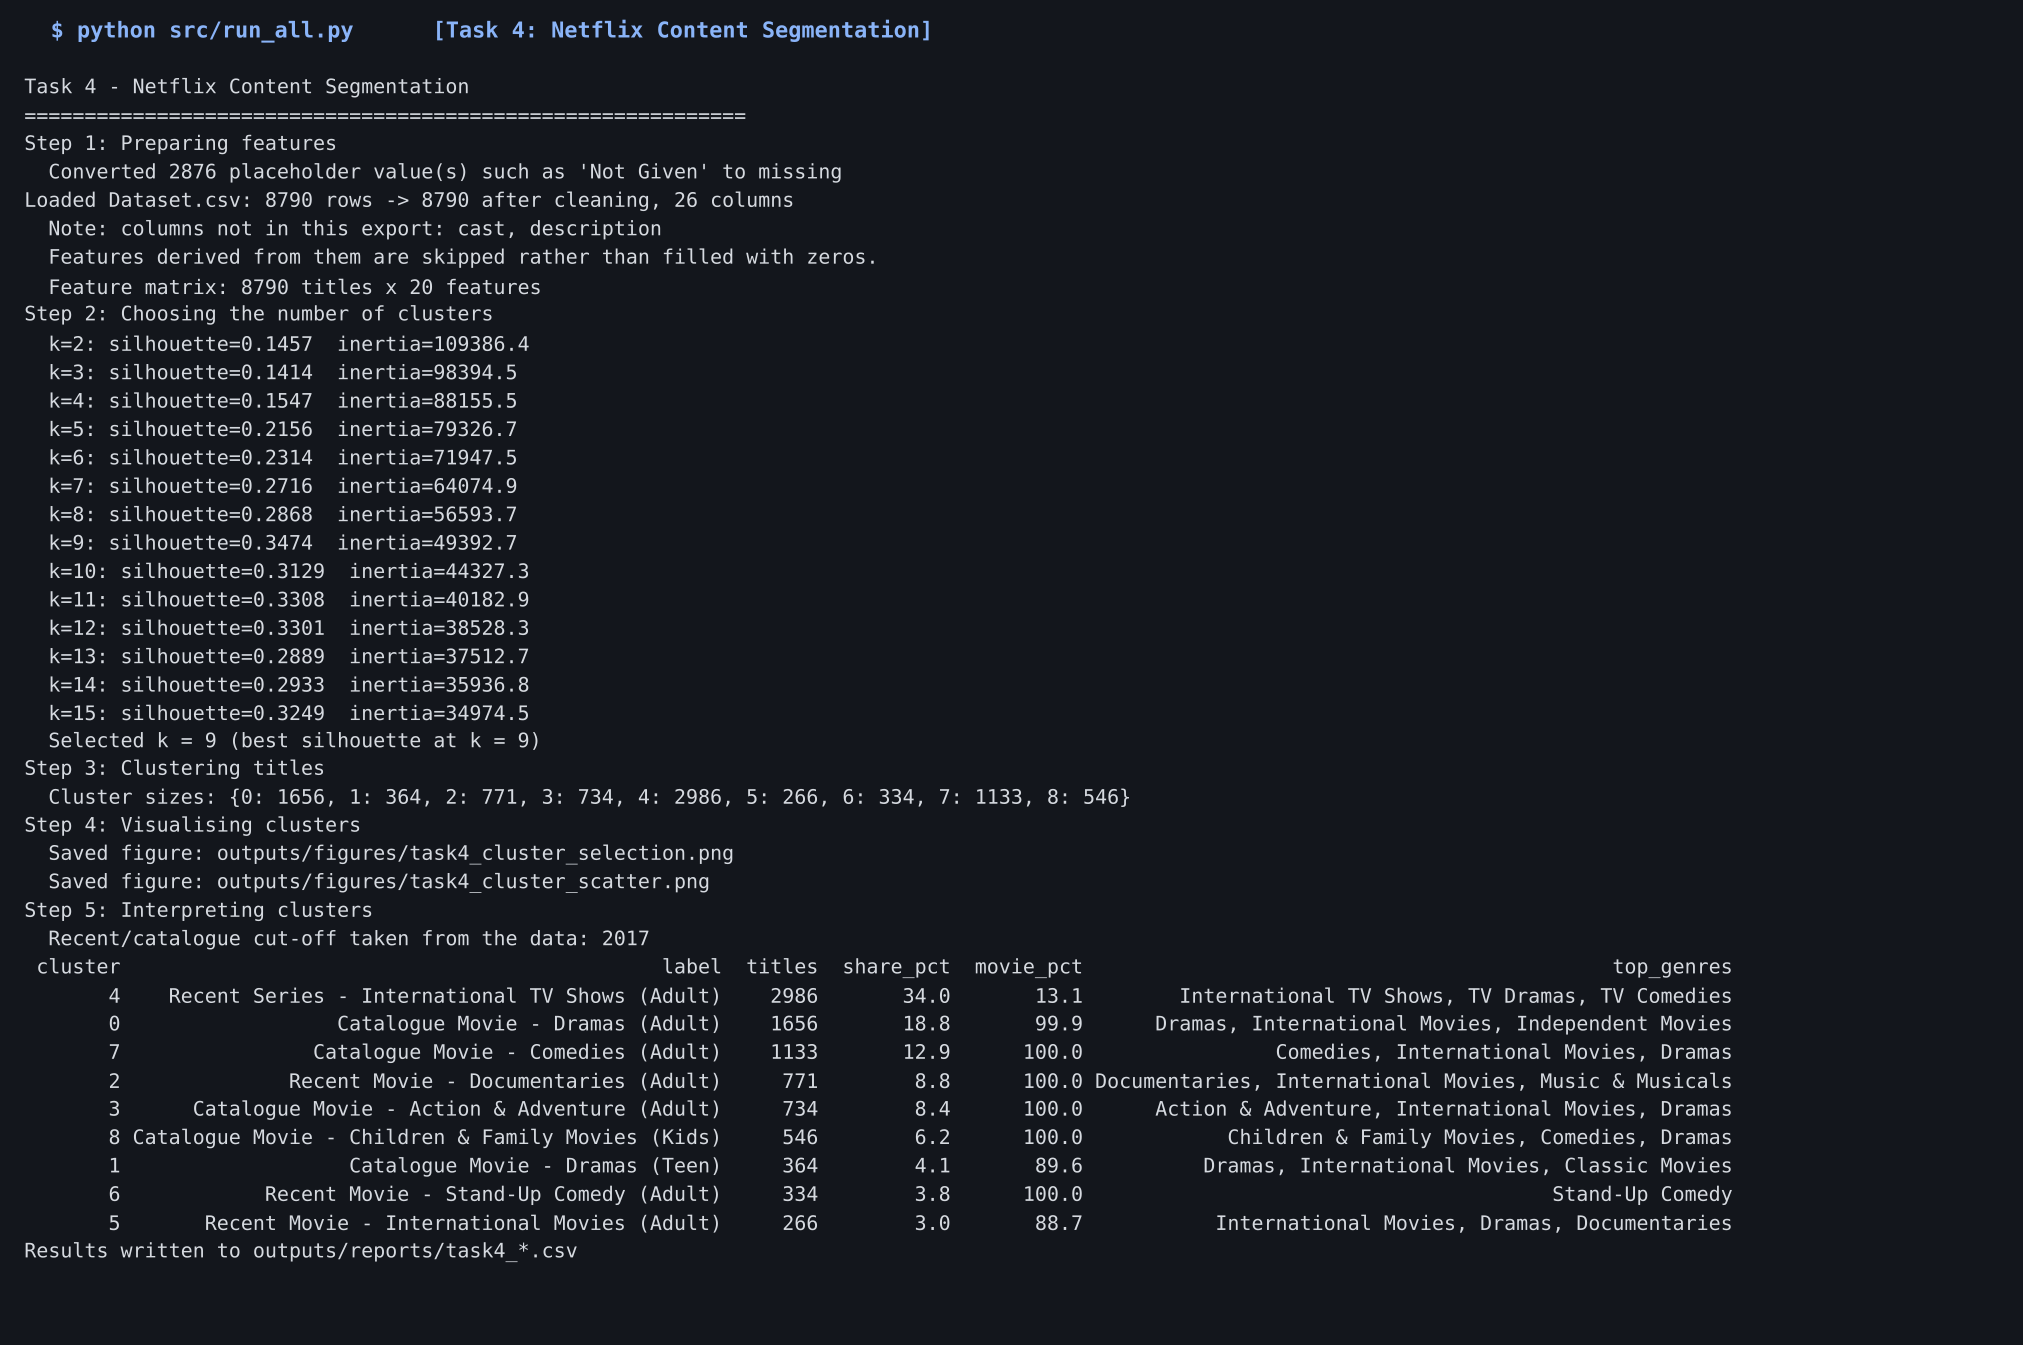 $ python src/run_all.py      [Task 4: Netflix Content Segmentation]
Task 4 - Netflix Content Segmentation
============================================================
Step 1: Preparing features
  Converted 2876 placeholder value(s) such as 'Not Given' to missing
Loaded Dataset.csv: 8790 rows -> 8790 after cleaning, 26 columns
  Note: columns not in this export: cast, description
  Features derived from them are skipped rather than filled with zeros.
  Feature matrix: 8790 titles x 20 features
Step 2: Choosing the number of clusters
  k=2: silhouette=0.1457  inertia=109386.4
  k=3: silhouette=0.1414  inertia=98394.5
  k=4: silhouette=0.1547  inertia=88155.5
  k=5: silhouette=0.2156  inertia=79326.7
  k=6: silhouette=0.2314  inertia=71947.5
  k=7: silhouette=0.2716  inertia=64074.9
  k=8: silhouette=0.2868  inertia=56593.7
  k=9: silhouette=0.3474  inertia=49392.7
  k=10: silhouette=0.3129  inertia=44327.3
  k=11: silhouette=0.3308  inertia=40182.9
  k=12: silhouette=0.3301  inertia=38528.3
  k=13: silhouette=0.2889  inertia=37512.7
  k=14: silhouette=0.2933  inertia=35936.8
  k=15: silhouette=0.3249  inertia=34974.5
  Selected k = 9 (best silhouette at k = 9)
Step 3: Clustering titles
  Cluster sizes: {0: 1656, 1: 364, 2: 771, 3: 734, 4: 2986, 5: 266, 6: 334, 7: 1133, 8: 546}
Step 4: Visualising clusters
  Saved figure: outputs/figures/task4_cluster_selection.png
  Saved figure: outputs/figures/task4_cluster_scatter.png
Step 5: Interpreting clusters
  Recent/catalogue cut-off taken from the data: 2017
 cluster                                             label  titles  share_pct  movie_pct                                            top_genres
       4    Recent Series - International TV Shows (Adult)    2986       34.0       13.1        International TV Shows, TV Dramas, TV Comedies
       0                  Catalogue Movie - Dramas (Adult)    1656       18.8       99.9      Dramas, International Movies, Independent Movies
       7                Catalogue Movie - Comedies (Adult)    1133       12.9      100.0                Comedies, International Movies, Dramas
       2              Recent Movie - Documentaries (Adult)     771        8.8      100.0 Documentaries, International Movies, Music & Musicals
       3      Catalogue Movie - Action & Adventure (Adult)     734        8.4      100.0      Action & Adventure, International Movies, Dramas
       8 Catalogue Movie - Children & Family Movies (Kids)     546        6.2      100.0            Children & Family Movies, Comedies, Dramas
       1                   Catalogue Movie - Dramas (Teen)     364        4.1       89.6          Dramas, International Movies, Classic Movies
       6            Recent Movie - Stand-Up Comedy (Adult)     334        3.8      100.0                                       Stand-Up Comedy
       5       Recent Movie - International Movies (Adult)     266        3.0       88.7           International Movies, Dramas, Documentaries
Results written to outputs/reports/task4_*.csv